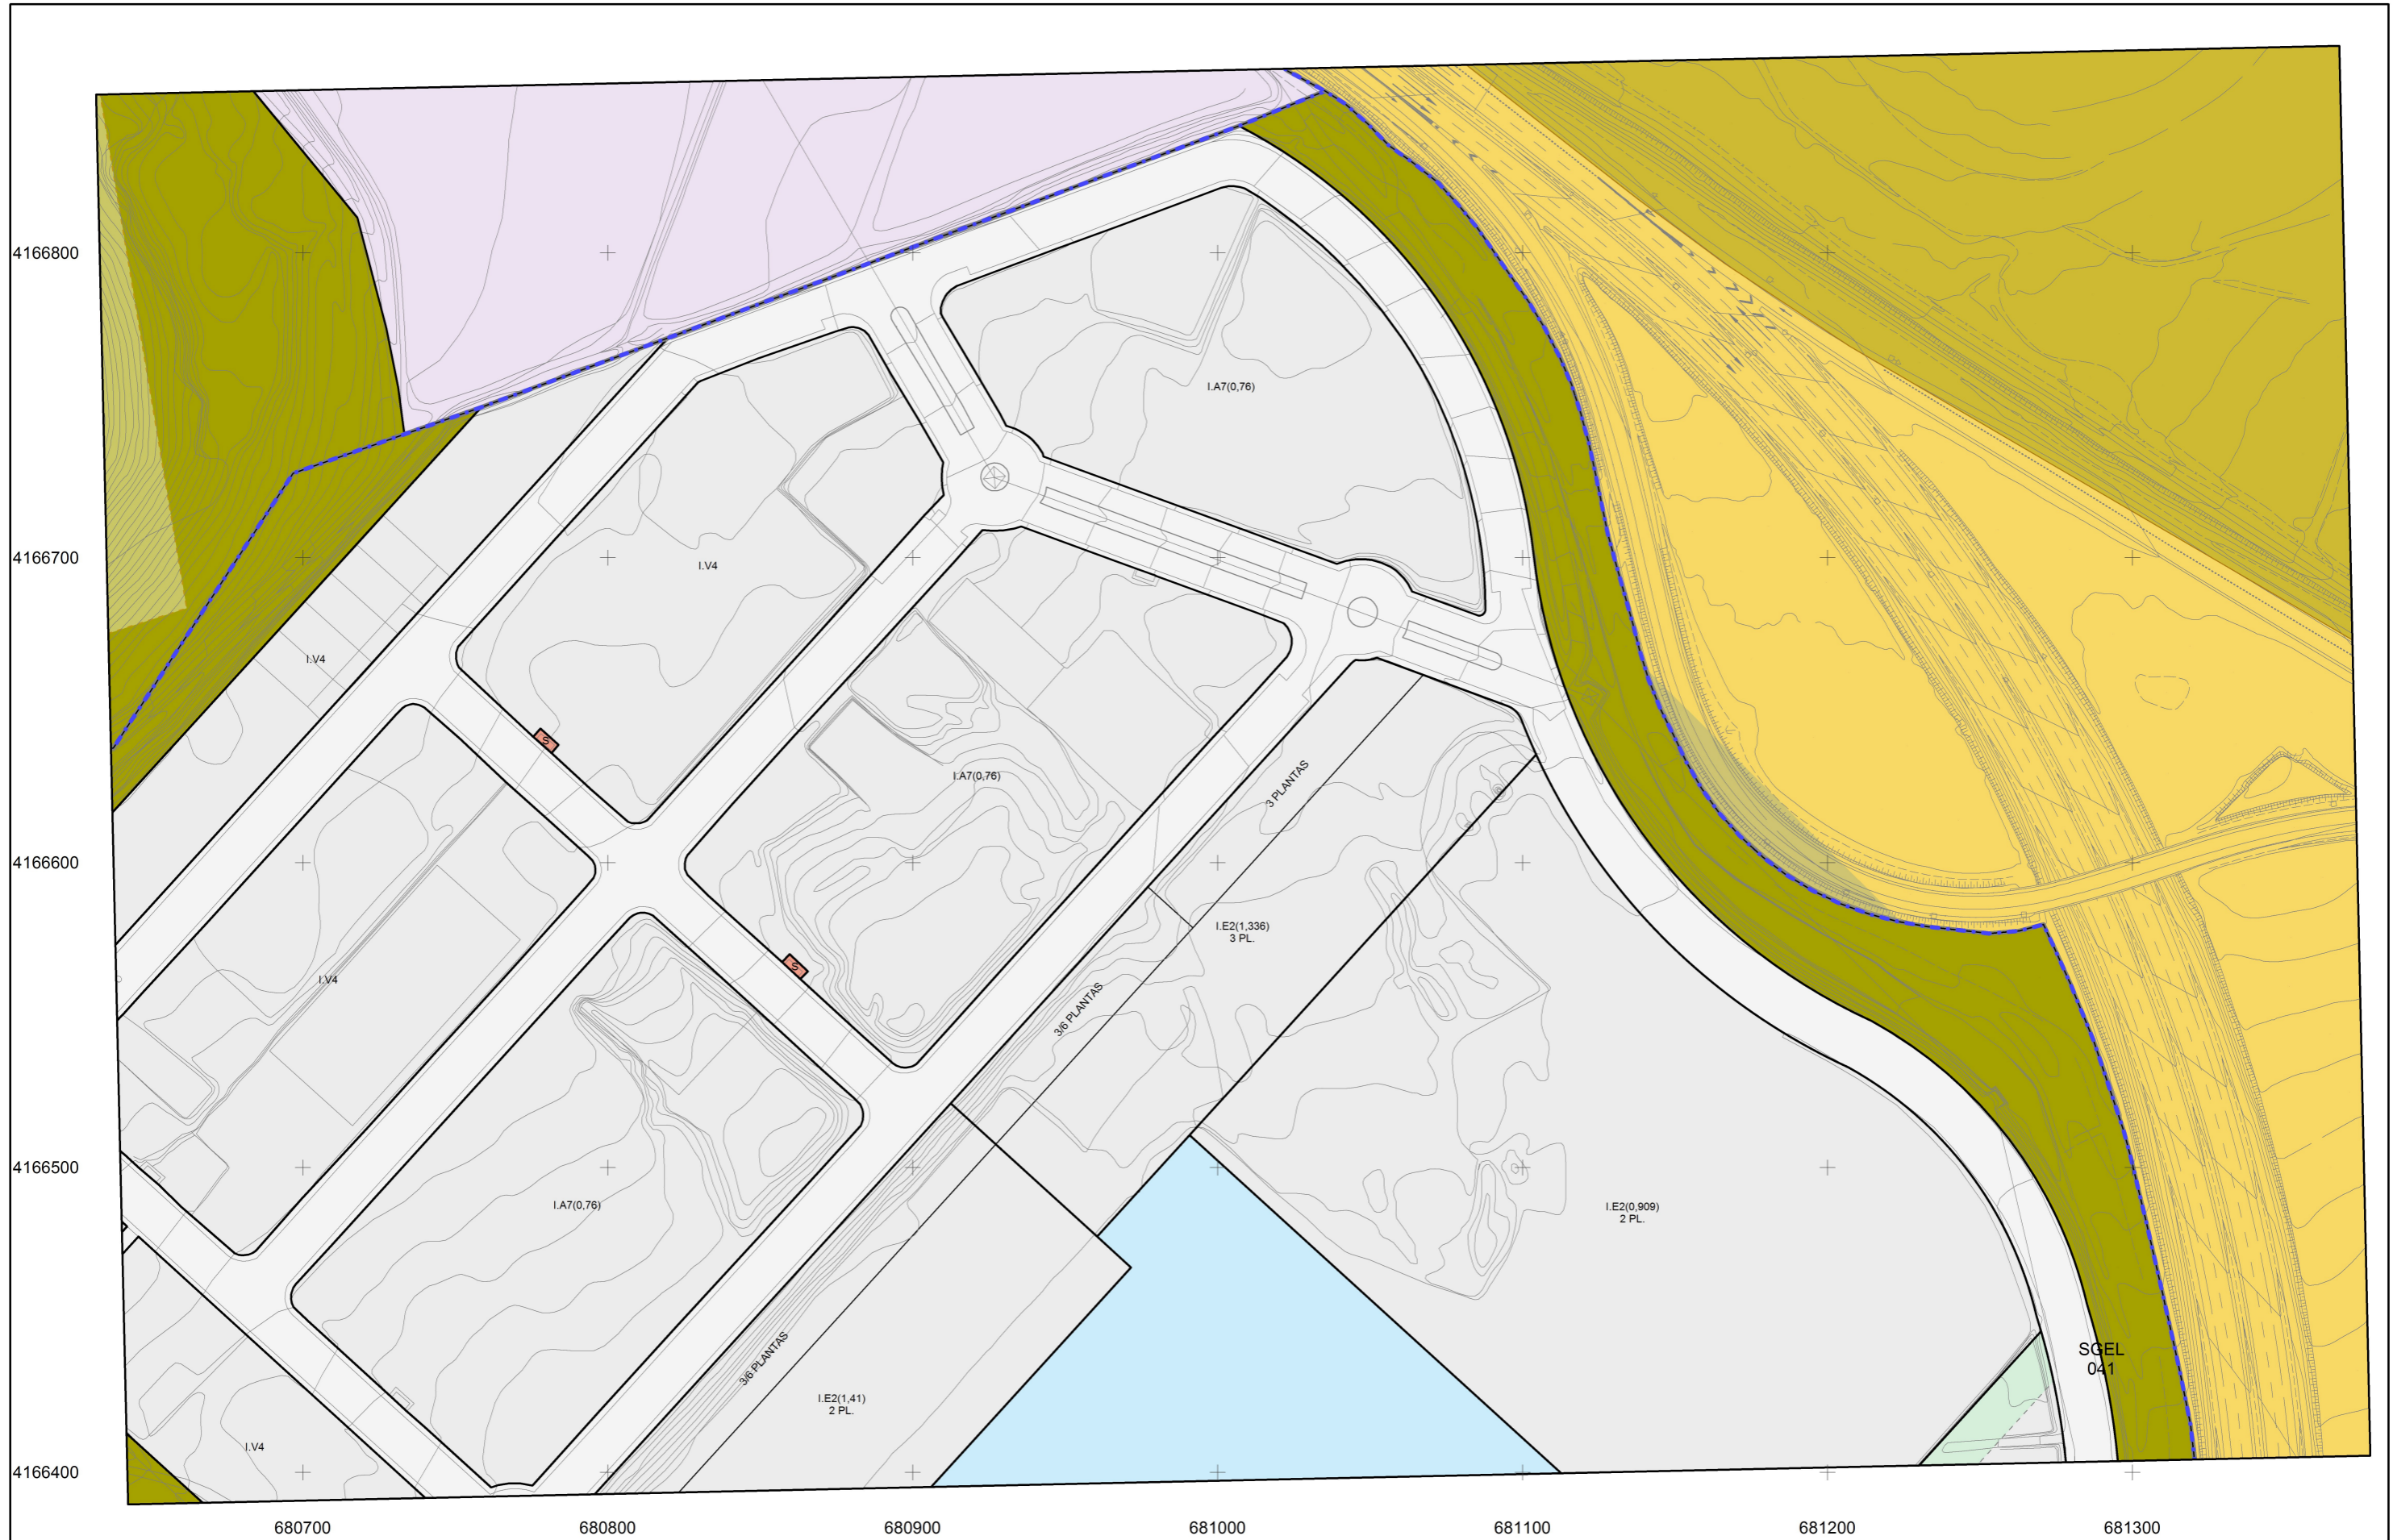 4166800
I.A7(0,76)
4166700
I.V4
I.V4
S
I.A7(0,76)
3 PLANTAS
4166600
I.E2(1,336)
3 PL.
S
I.V4
3/6 PLANTAS
4166500
I.A7(0,76)
I.E2(0,909)
2 PL.
SGEL
041
3/6 PLANTAS
I.E2(1,41)
2 PL.
I.V4
4166400
680700 680800 680900 681000 681100 681200 681300